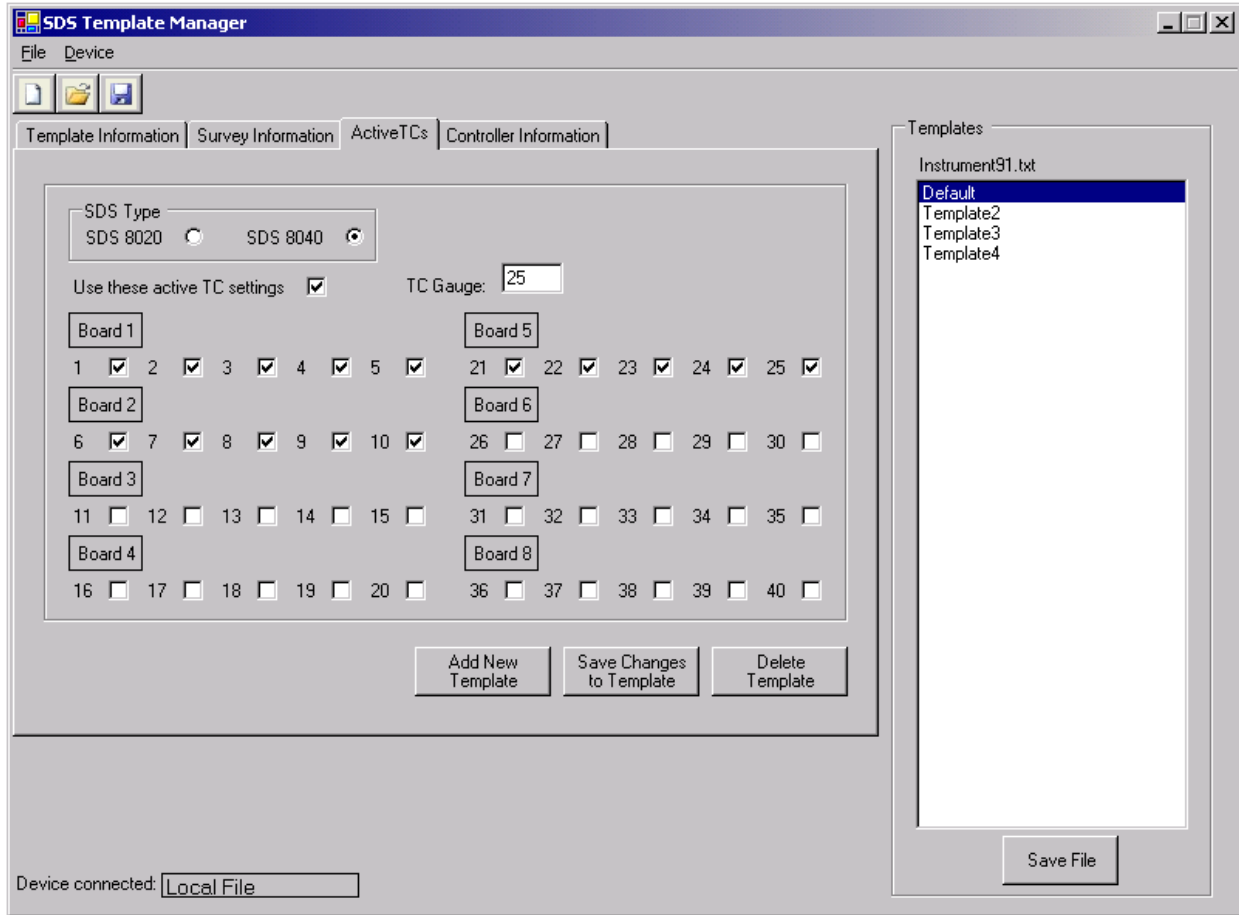 SDS Template Manager
File Device
Template Information Survey Information ActiveTCs Controller Information
SDS Type
SDS 8020 SDS 8040
Use these active TC settings TC Gauge: 25
Board 1 Board 5
1 2 3 4 5 21 22 23 24 25
Board 2 Board 6
6 7 8 9 10 26 27 28 29 30
Board 3 Board 7
11 12 13 14 15 31 32 33 34 35
Board 4 Board 8
16 17 18 19 20 36 37 38 39 40
Add New Template
Save Changes to Template
Delete Template
Templates
Instrument91.txt
Default
Template2
Template3
Template4
Save File
Device connected: Local File